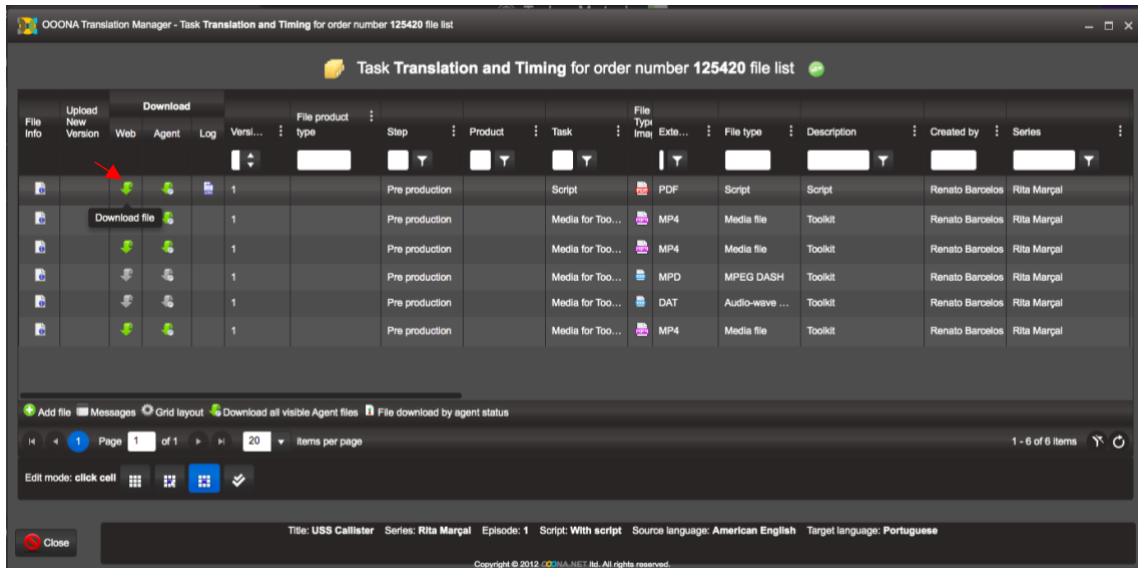 OOONA Translation Manager - Task Translation and Timing for order number 125420 file list
Task Translation and Timing for order number 125420 file list
File Info Upload New Version Download Web Agent Log Versi... File product type Step Product Task File Type Imag Exte... File type Description Created by Series
1 Pre production Script PDF Script Script Renato Barcelos Rita Marçal
Download file 1 Pre production Media for Too... MP4 Media file Toolkit Renato Barcelos Rita Marçal
1 Pre production Media for Too... MP4 Media file Toolkit Renato Barcelos Rita Marçal
1 Pre production Media for Too... MPD MPEG DASH Toolkit Renato Barcelos Rita Marçal
1 Pre production Media for Too... DAT Audio-wave ... Toolkit Renato Barcelos Rita Marçal
1 Pre production Media for Too... MP4 Media file Toolkit Renato Barcelos Rita Marçal
Add file Messages Grid layout Download all visible Agent files File download by agent status
1 Page 1 of 1 20 items per page 1 - 6 of 6 items
Edit mode: click cell
Close
Title: USS Callister Series: Rita Marçal Episode: 1 Script: With script Source language: American English Target language: Portuguese
Copyright © 2012 OOONA.NET ltd. All rights reserved.